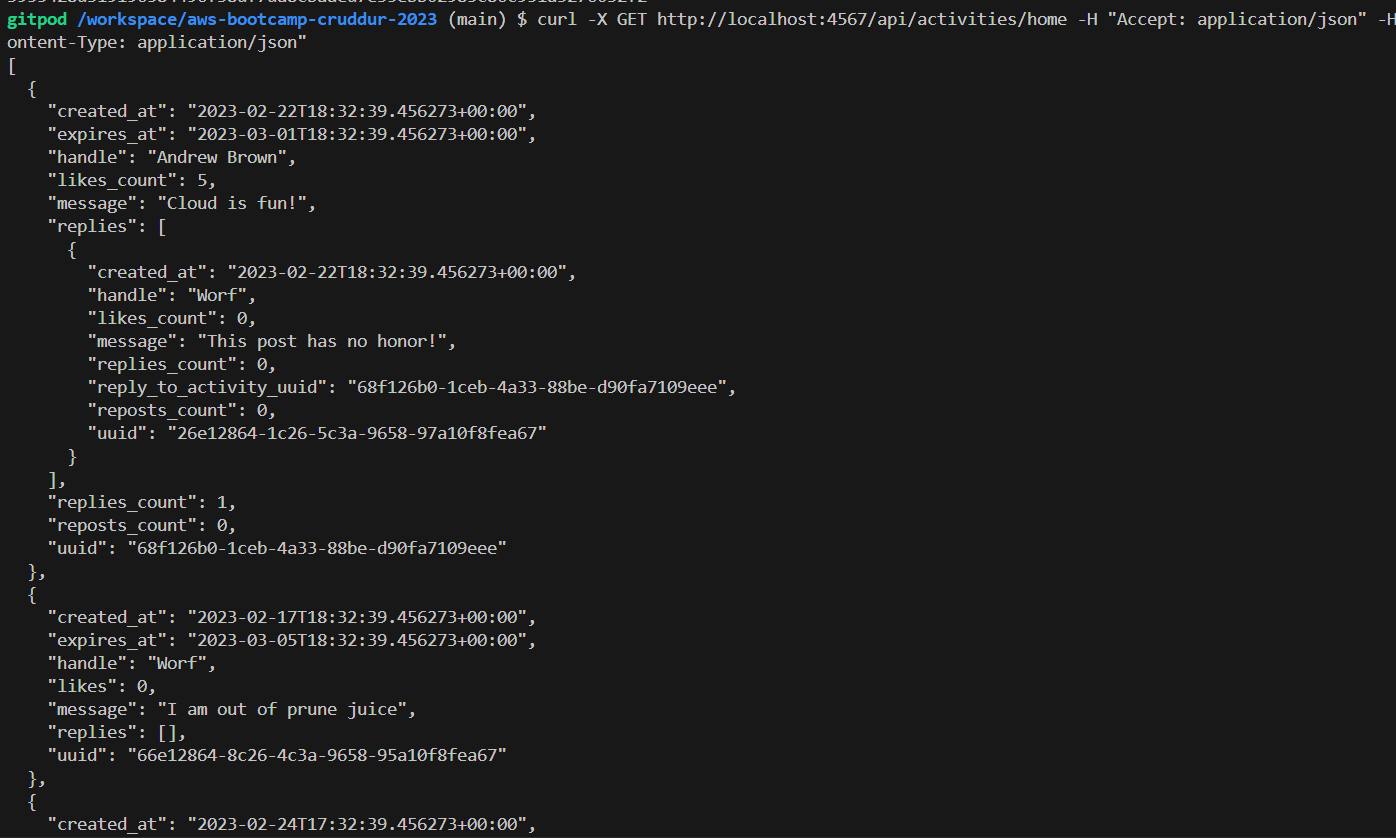 gitpod /workspace/aws-bootcamp-cruddur-2023 (main) $ curl -X GET http://localhost:4567/api/activities/home -H "Accept: application/json" -H
ontent-Type: application/json"
[
  {
    "created_at": "2023-02-22T18:32:39.456273+00:00",
    "expires_at": "2023-03-01T18:32:39.456273+00:00",
    "handle": "Andrew Brown",
    "likes_count": 5,
    "message": "Cloud is fun!",
    "replies": [
      {
        "created_at": "2023-02-22T18:32:39.456273+00:00",
        "handle": "Worf",
        "likes_count": 0,
        "message": "This post has no honor!",
        "replies_count": 0,
        "reply_to_activity_uuid": "68f126b0-1ceb-4a33-88be-d90fa7109eee",
        "reposts_count": 0,
        "uuid": "26e12864-1c26-5c3a-9658-97a10f8fea67"
      }
    ],
    "replies_count": 1,
    "reposts_count": 0,
    "uuid": "68f126b0-1ceb-4a33-88be-d90fa7109eee"
  },
  {
    "created_at": "2023-02-17T18:32:39.456273+00:00",
    "expires_at": "2023-03-05T18:32:39.456273+00:00",
    "handle": "Worf",
    "likes": 0,
    "message": "I am out of prune juice",
    "replies": [],
    "uuid": "66e12864-8c26-4c3a-9658-95a10f8fea67"
  },
  {
    "created_at": "2023-02-24T17:32:39.456273+00:00",